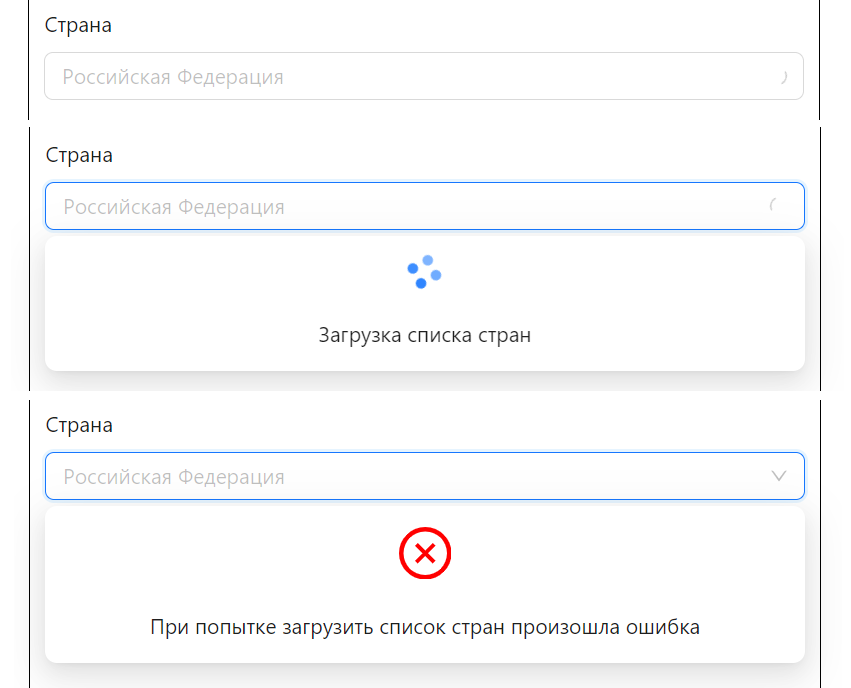 Страна
Российская Федерация
Страна
Российская Федерация
Загрузка списка стран
Страна
Российская Федерация
При попытке загрузить список стран произошла ошибка